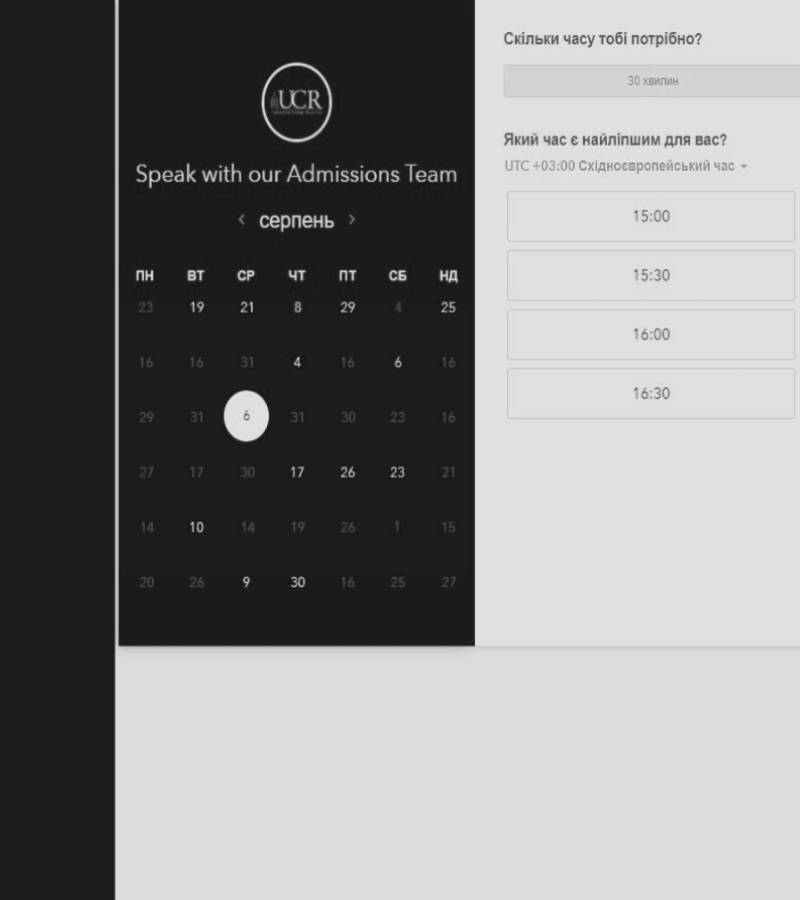 UCR
Speak with our Admissions Team
серпень
ПН ВТ СР ЧТ ПТ СБ НД
23 19 21 8 29 4 25
16 16 31 4 16 6 16
29 31 6 31 30 23 16
27 17 30 17 26 23 21
14 10 14 19 26 1 15
20 26 9 30 16 25 27
Скільки часу тобі потрібно?
30 хвилин
Який час є найліпшим для вас?
UTC +03:00 Східноєвропейський час
15:00
15:30
16:00
16:30